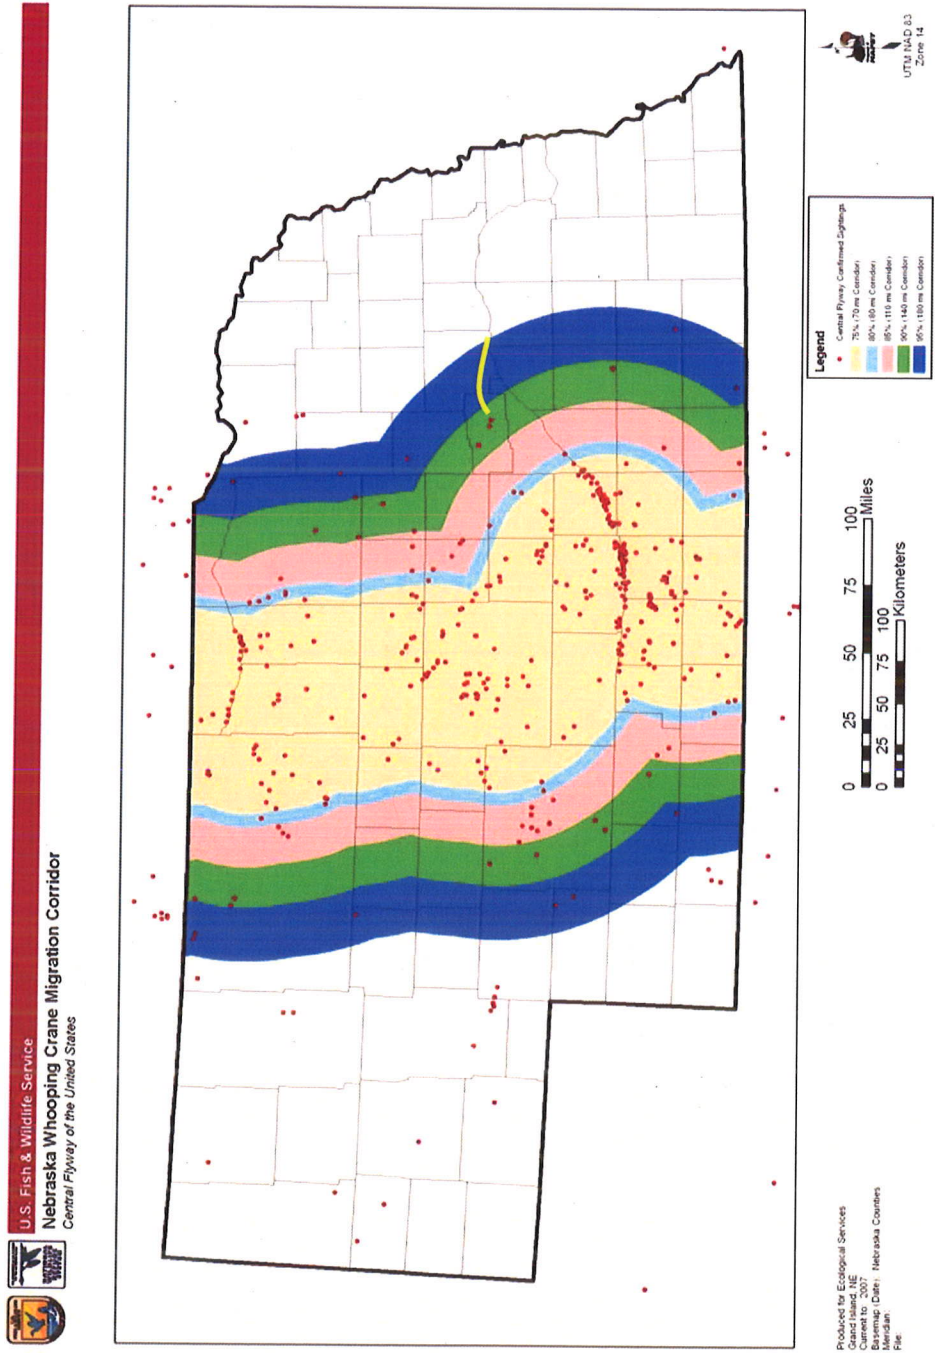 U.S. Fish & Wildlife Service
Nebraska Whooping Crane Migration Corridor
Central Flyway of the United States
Produced for Ecological Services
Grand Island, NE
Current to: 2007
Basemap (Date): Nebraska Counties
Meridian:
File:
0 25 50 75 100
Miles
0 25 50 75 100
Kilometers
Legend
Central Flyway Confirmed Sightings
75% (70 mi Corridor)
80% (80 mi Corridor)
85% (110 mi Corridor)
90% (140 mi Corridor)
95% (180 mi Corridor)
UTM NAD 83
Zone 14